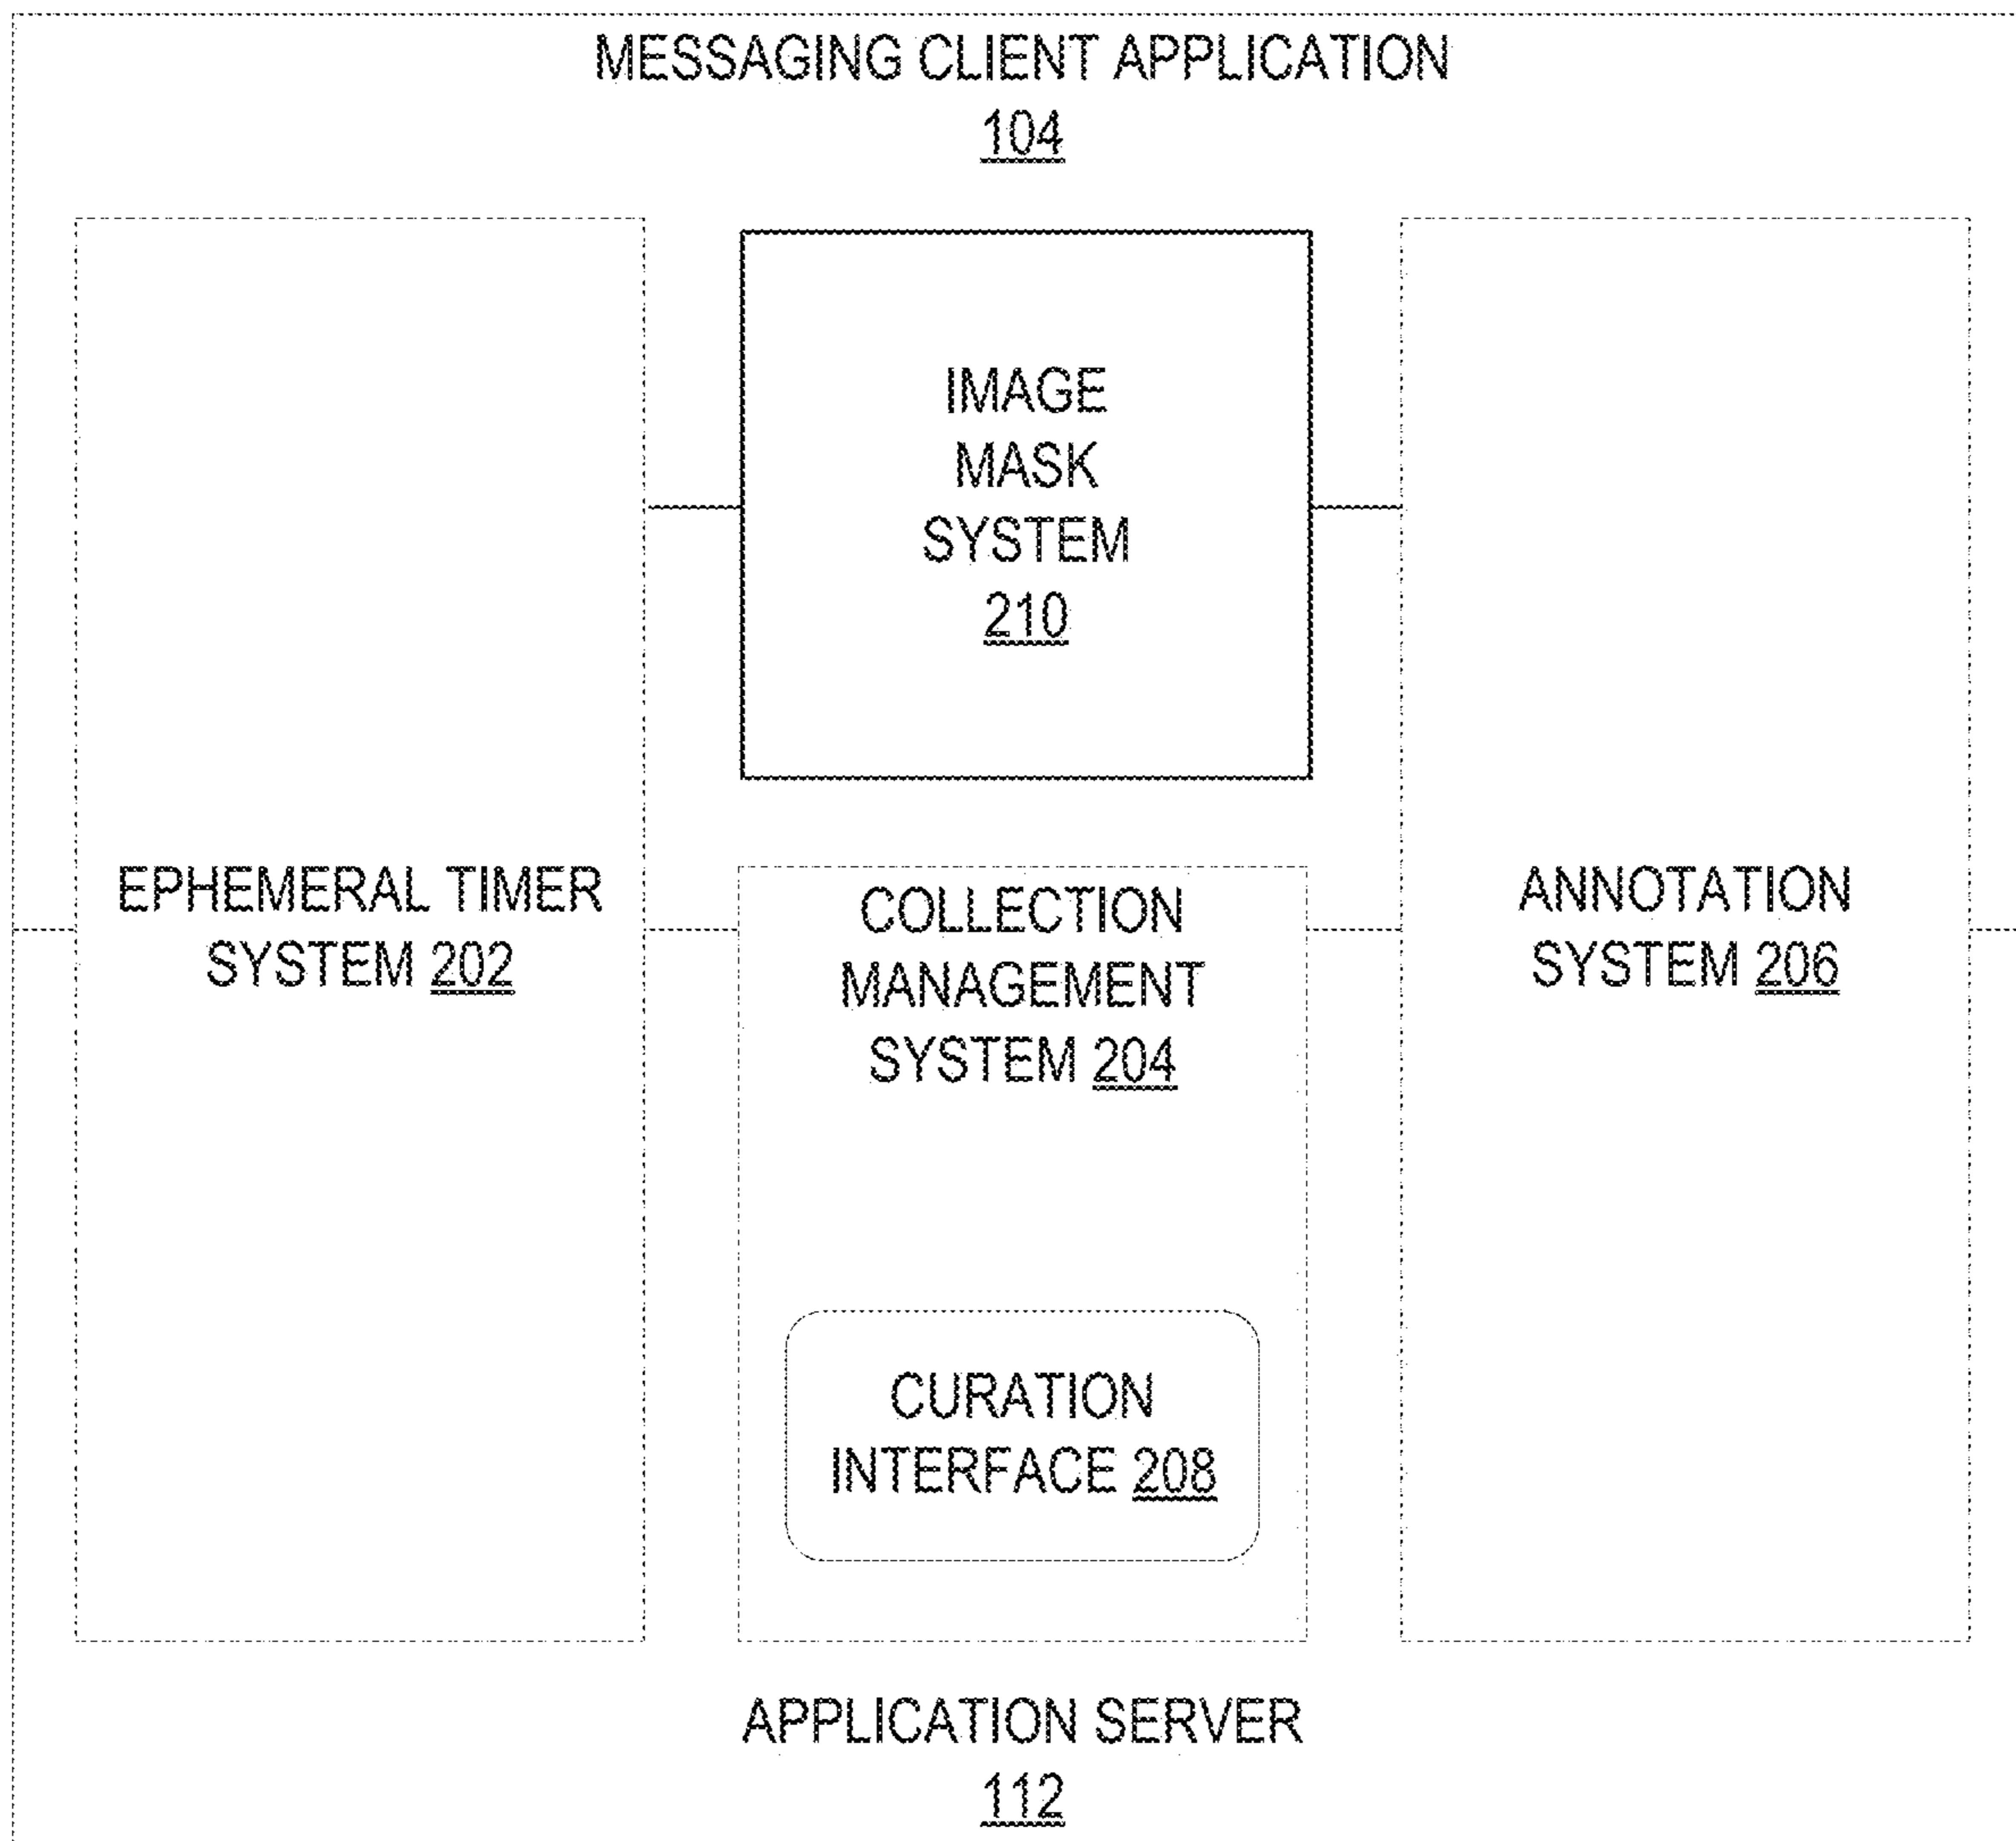 MESSAGING CLIENT APPLICATION
104
IMAGE
MASK
SYSTEM
210
EPHEMERAL TIMER
SYSTEM 202
COLLECTION
MANAGEMENT
SYSTEM 204
ANNOTATION
SYSTEM 206
CURATION
INTERFACE 208
APPLICATION SERVER
112